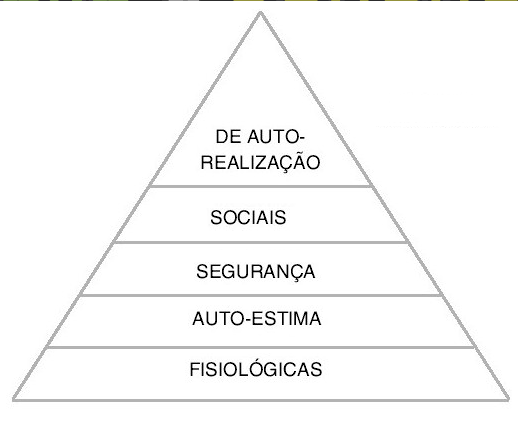 DE AUTO-
REALIZAÇÃO
SOCIAIS
SEGURANÇA
AUTO-ESTIMA
FISIOLÓGICAS